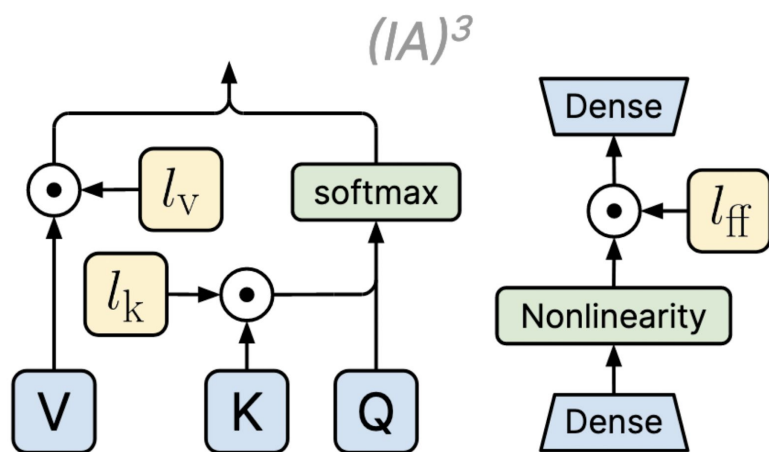 (IA)³
Dense
l_v
softmax
l_ff
l_k
Nonlinearity
V
K
Q
Dense